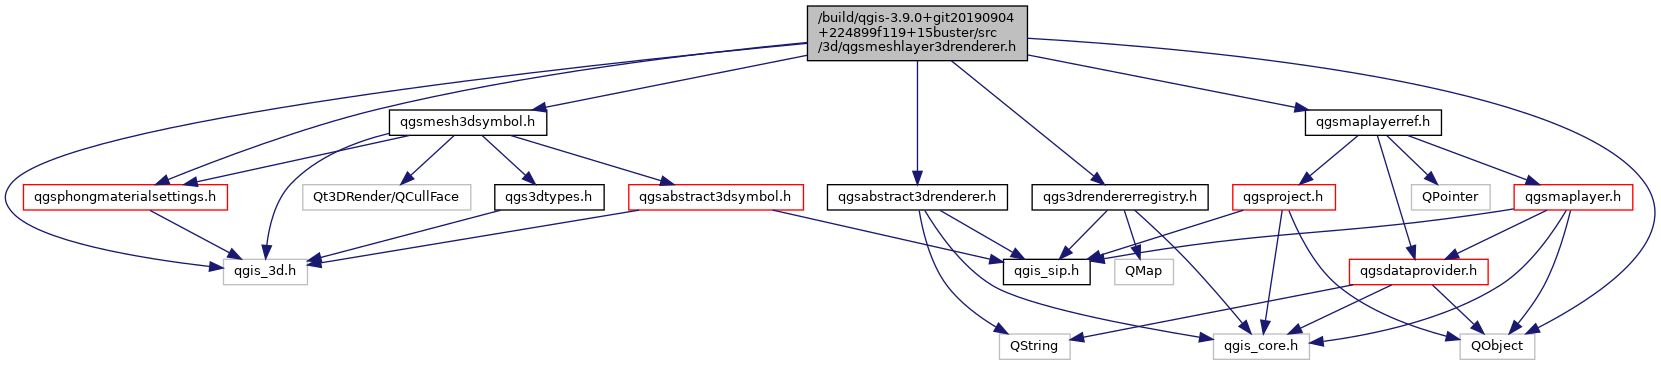 /build/qgis-3.9.0+git20190904
+224899f119+15buster/src
/3d/qgsmeshlayer3drenderer.h
qgsmesh3dsymbol.h
qgsmaplayerref.h
qgsphongmaterialsettings.h
Qt3DRender/QCullFace
qgs3dtypes.h
qgsabstract3dsymbol.h
qgsabstract3drenderer.h
qgs3drendererregistry.h
qgsproject.h
QPointer
qgsmaplayer.h
qgis_3d.h
qgis_sip.h
QMap
qgsdataprovider.h
QString
qgis_core.h
QObject